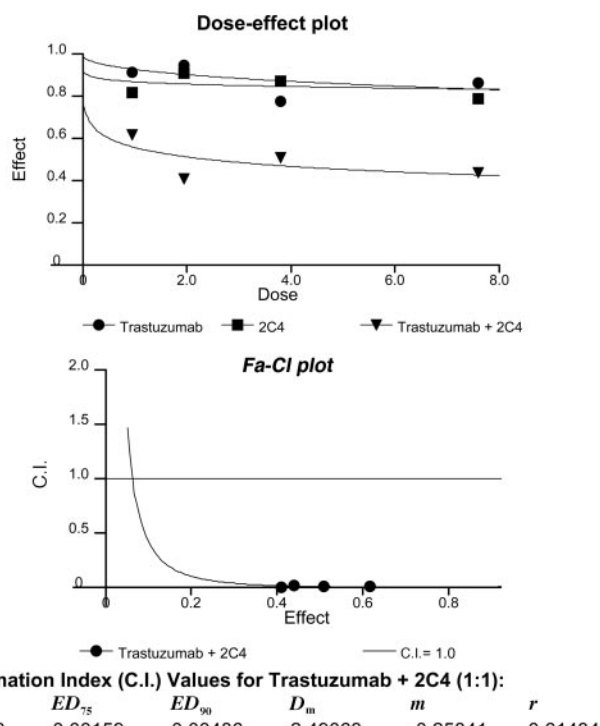 Dose-effect plot
1.0
0.8
0.6
0.4
0.2
0
Effect
0 2.0 4.0 6.0 8.0
Dose
Trastuzumab 2C4 Trastuzumab + 2C4
Fa-CI plot
2.0
1.5
1.0
0.5
0
C.I.
0 0.2 0.4 0.6 0.8
Effect
Trastuzumab + 2C4 C.I.= 1.0
nation Index (C.I.) Values for Trastuzumab + 2C4 (1:1):
ED75 ED90 Dm m r